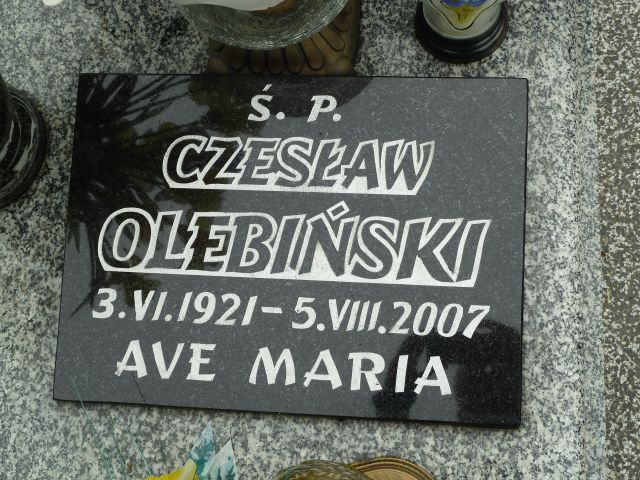 Ś. P.
CZESŁAW
OLEBIŃSKI
3.VI.1921 - 5.VIII.2007
AVE MARIA